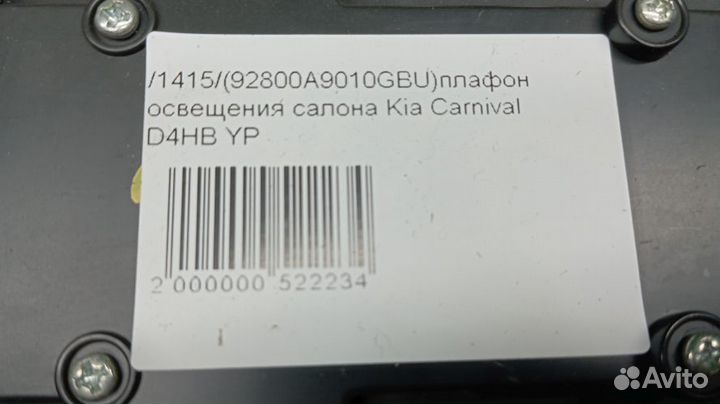 /1415/(92800A9010GBU)плафон
освещения салона Kia Carnival
D4HB YP
2 000000 522234
Avito